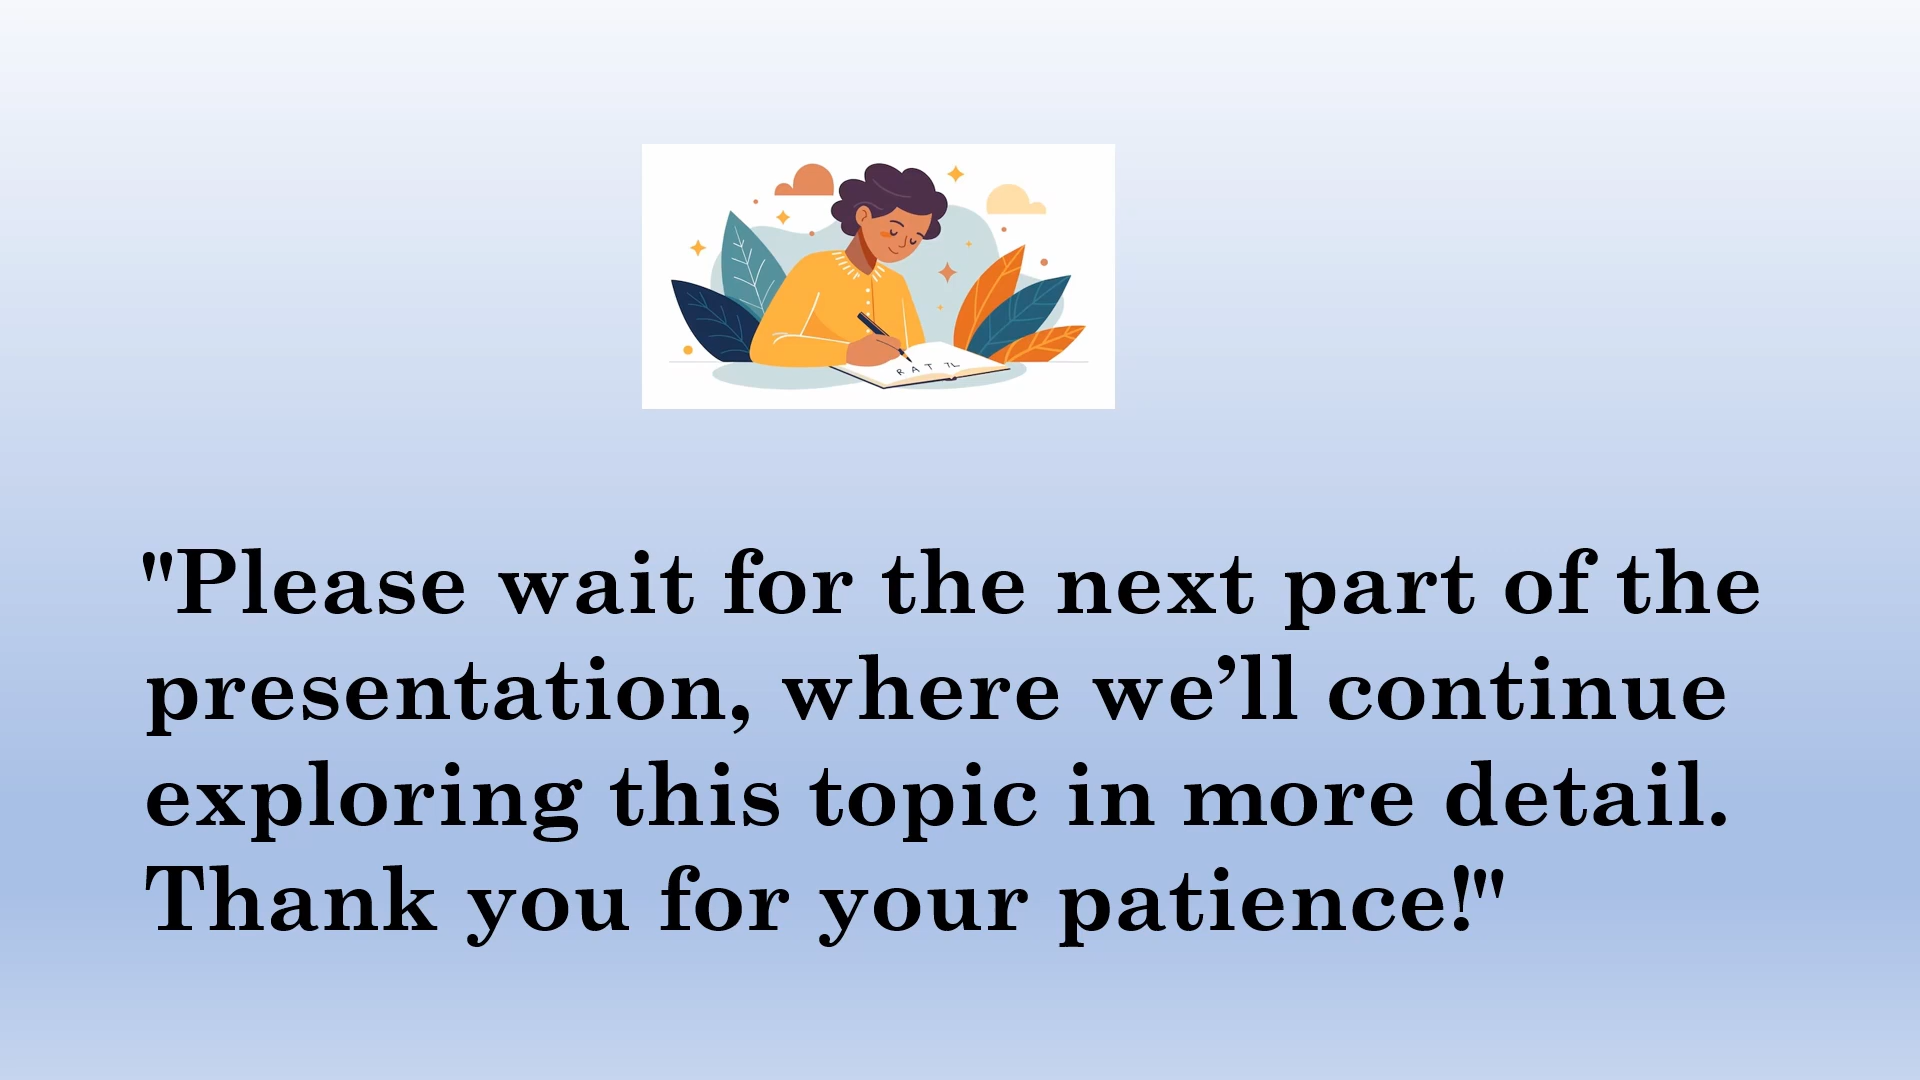 R A T
"Please wait for the next part of the
presentation, where we’ll continue
exploring this topic in more detail.
Thank you for your patience!"